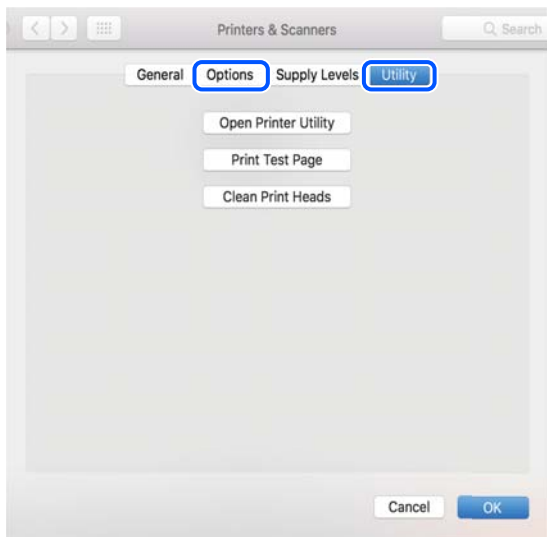 Printers & Scanners
Search
General Options Supply Levels Utility
Open Printer Utility
Print Test Page
Clean Print Heads
Cancel OK